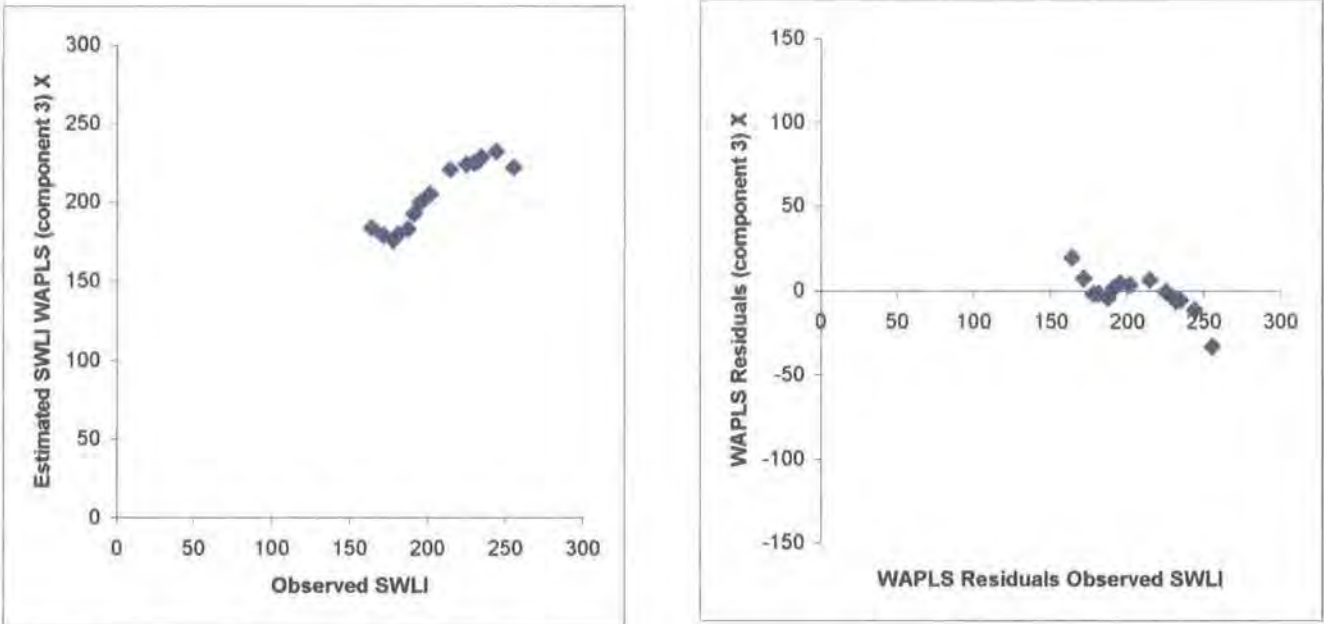 Estimated SWLI WAPLS (component 3) X
300
250
200
150
100
50
0
0 50 100 150 200 250 300
Observed SWLI
WAPLS Residuals (component 3) X
150
100
50
0
-50
-100
-150
0 50 100 150 200 250 300
WAPLS Residuals Observed SWLI